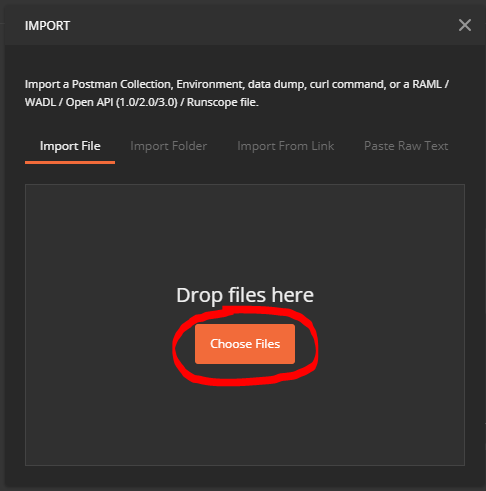 IMPORT
Import a Postman Collection, Environment, data dump, curl command, or a RAML /
WADL / Open API (1.0/2.0/3.0) / Runscope file.
Import File Import Folder Import From Link Paste Raw Text
Drop files here
Choose Files